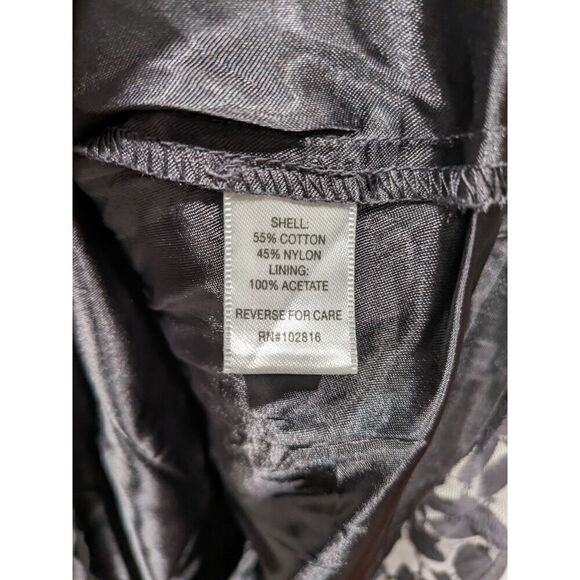 SHELL:
55% COTTON
45% NYLON
LINING:
100% ACETATE
REVERSE FOR CARE
RN#102816